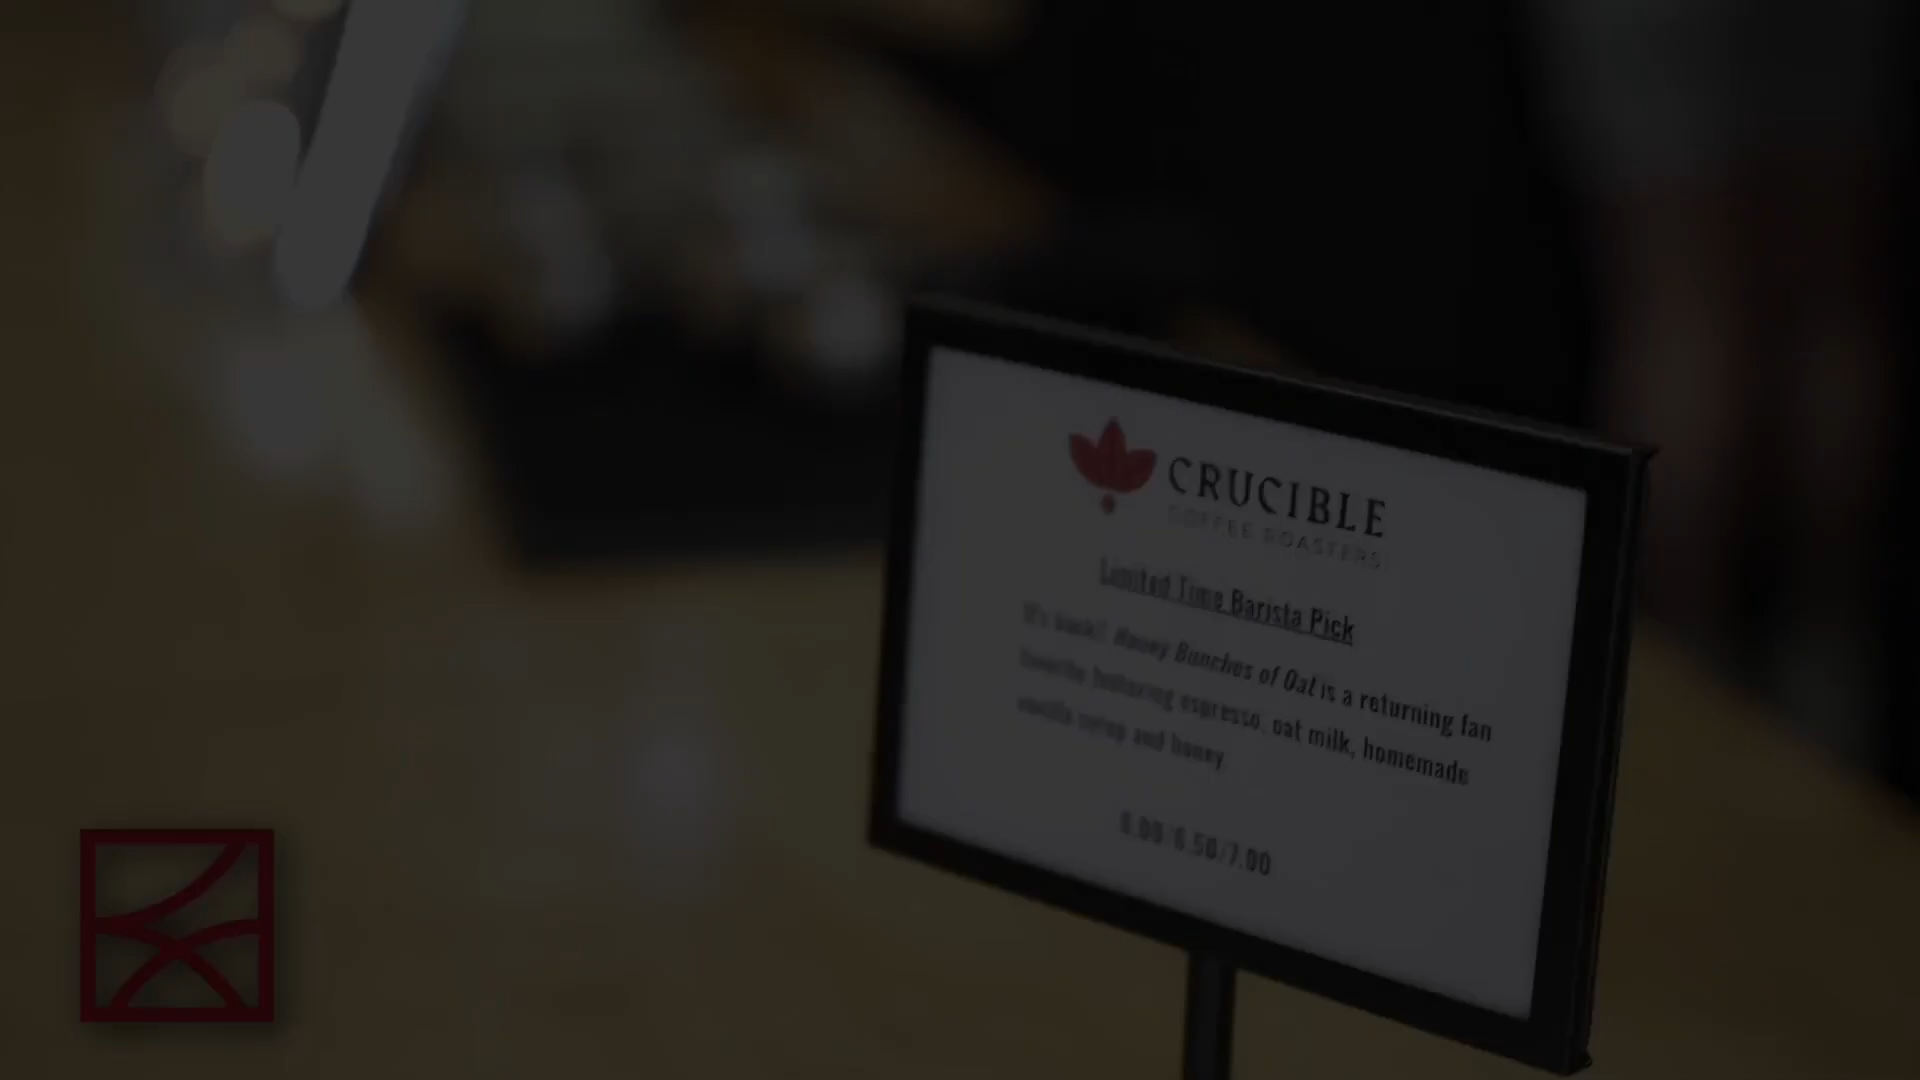 CRUCIBLE
COFFEE ROASTERS
Limited Time Barista Pick
It's back! Honey Bunches of Oat is a returning fan
favorite featuring espresso, oat milk, homemade
vanilla syrup and honey.
6.00/6.50/7.00